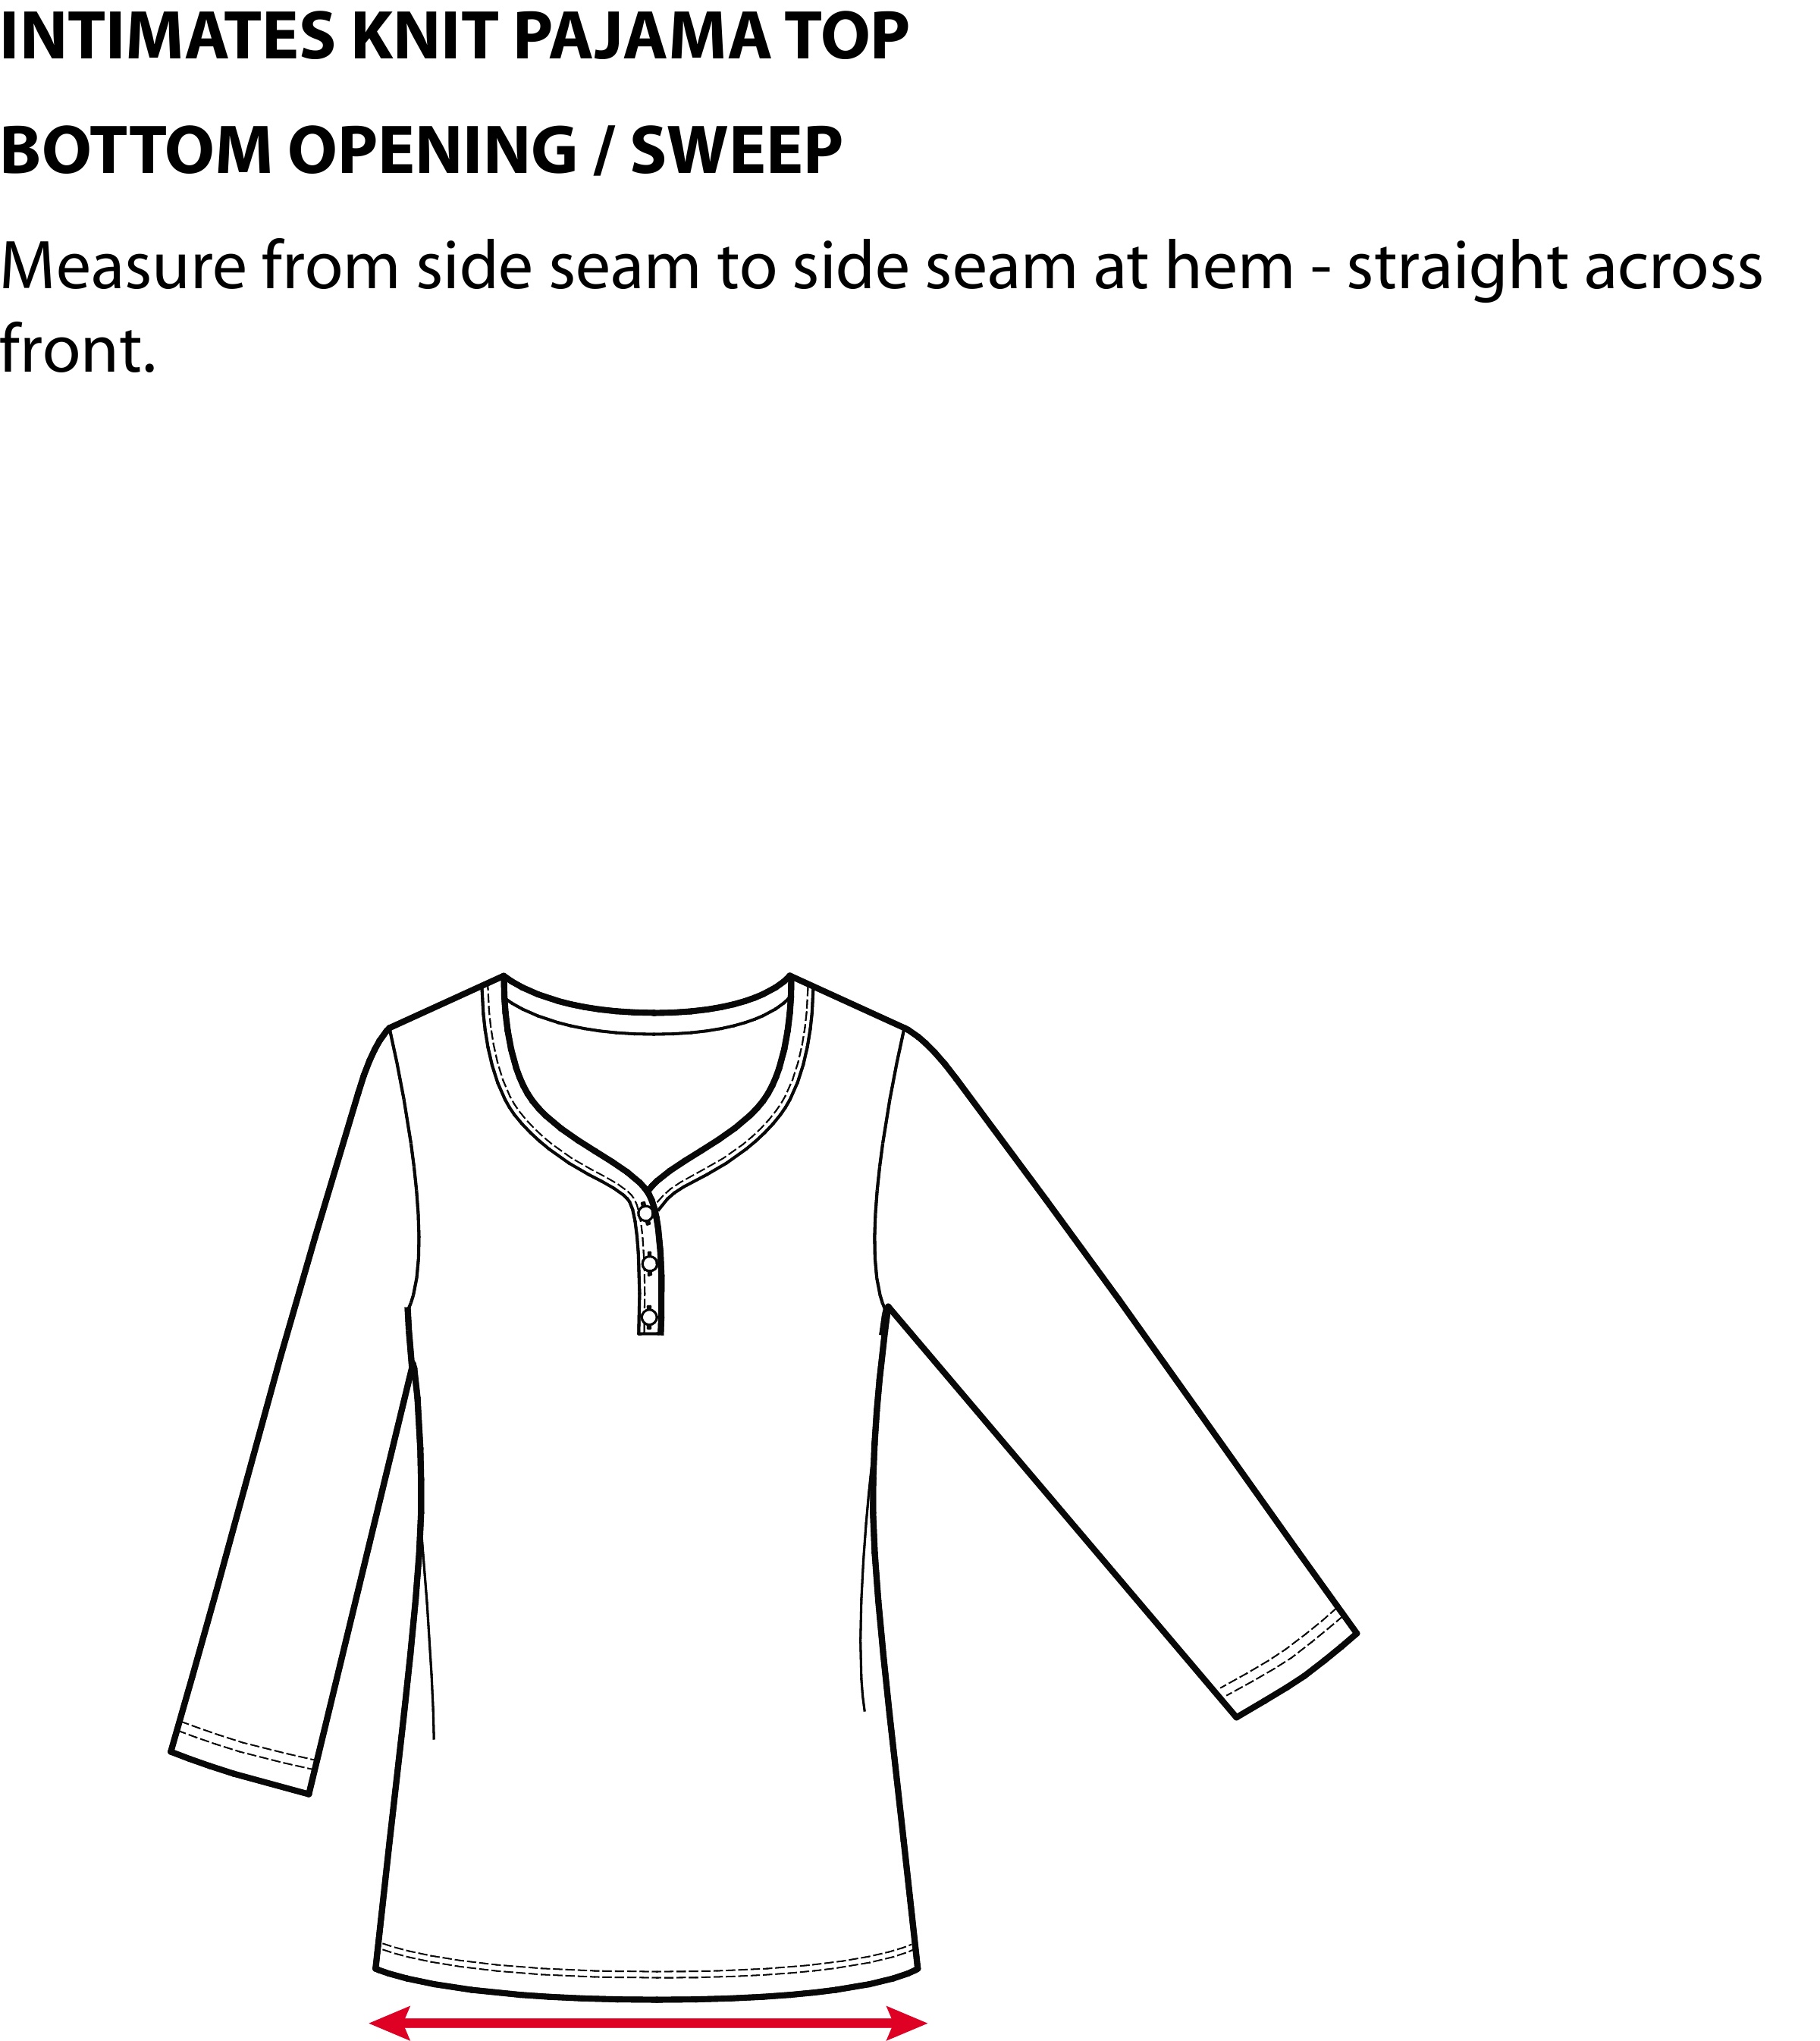 INTIMATES KNIT PAJAMA TOP
BOTTOM OPENING / SWEEP
Measure from side seam to side seam at hem - straight across
front.